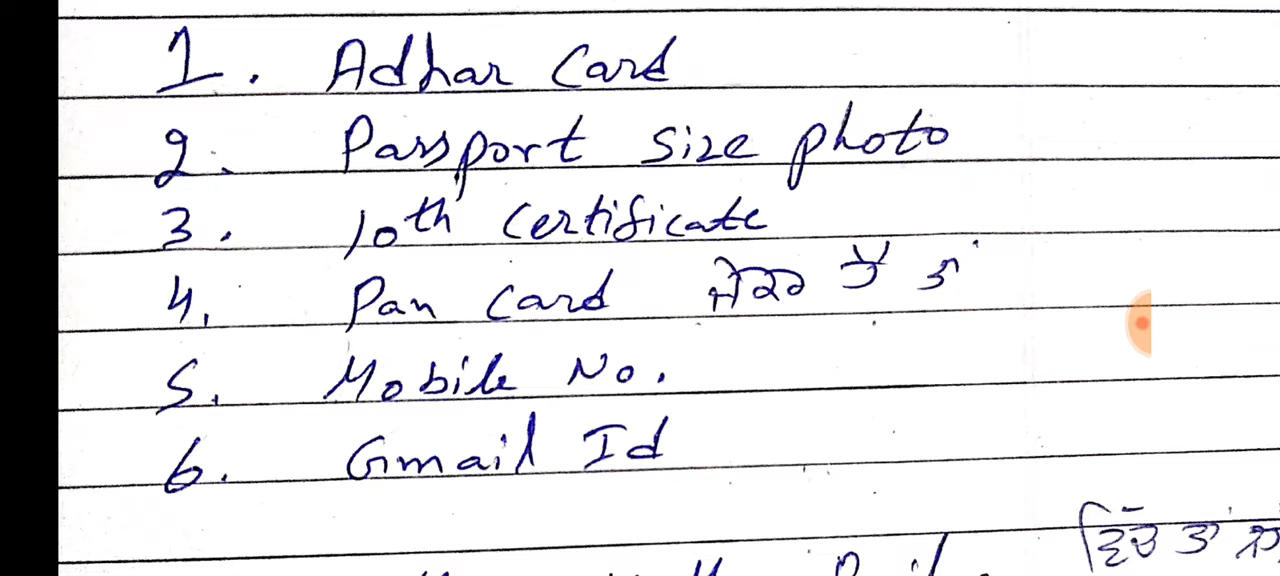 1. Adhar Card
2. Passport size photo
3. 10th certificate
4. Pan Card ਜੇਕਰ ਹੈ ਤਾਂ
5. Mobile No.
6. Gmail Id
ਵਿੱਚ ਤਾਂ